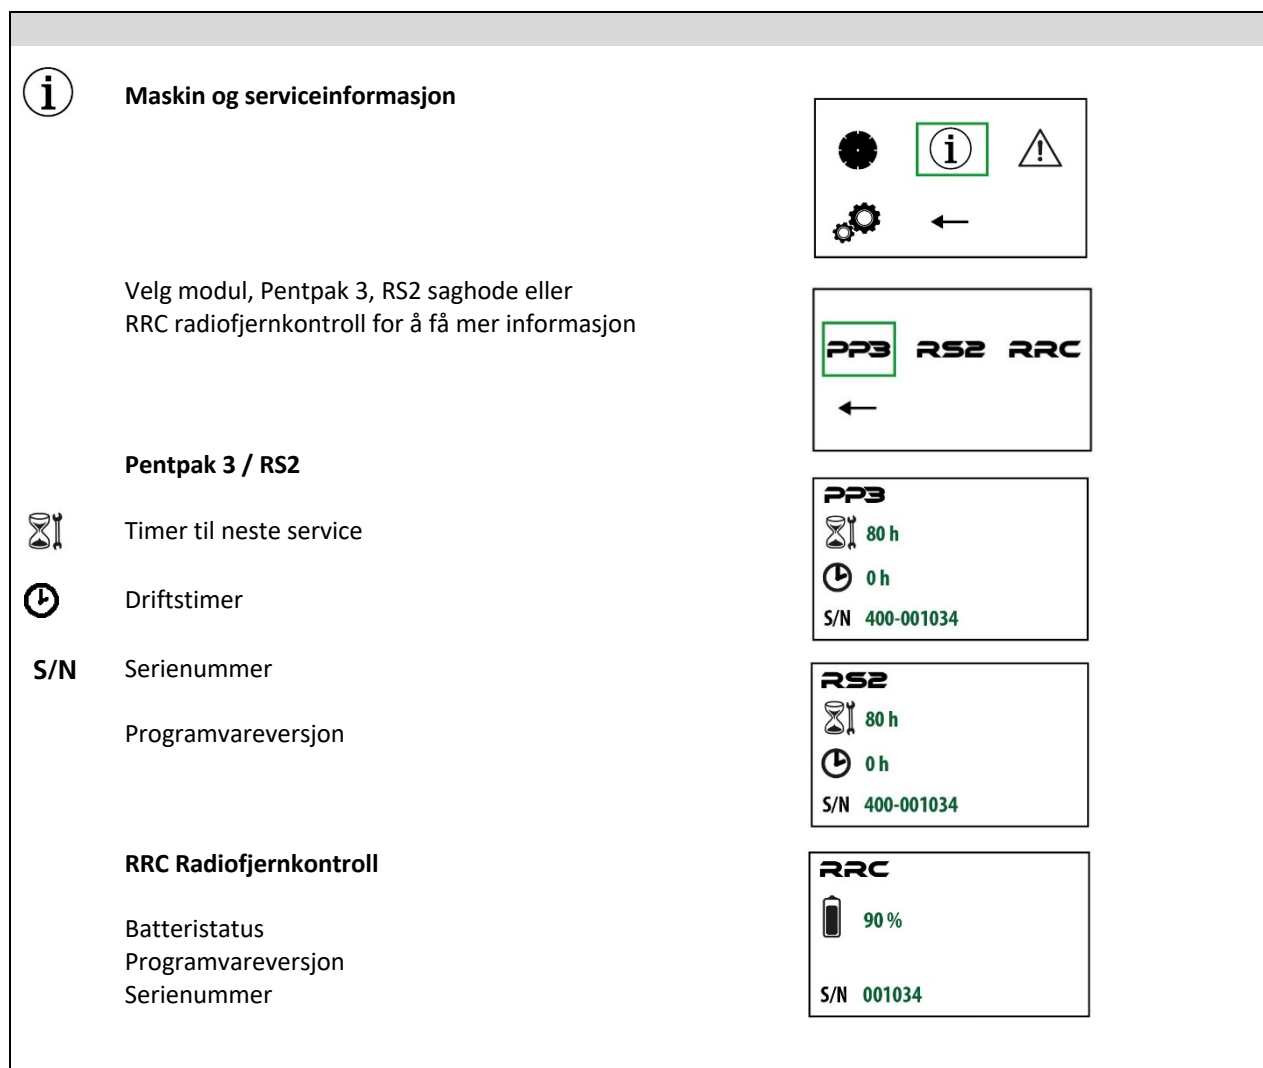 Maskin og serviceinformasjon
Velg modul, Pentpak 3, RS2 saghode eller
RRC radiofjernkontroll for å få mer informasjon
PP3 RS2 RRC
Pentpak 3 / RS2
Timer til neste service
Driftstimer
S/N Serienummer
Programvareversjon
PP3
80 h
0 h
S/N 400-001034
RS2
80 h
0 h
S/N 400-001034
RRC Radiofjernkontroll
Batteristatus
Programvareversjon
Serienummer
RRC
90 %
S/N 001034